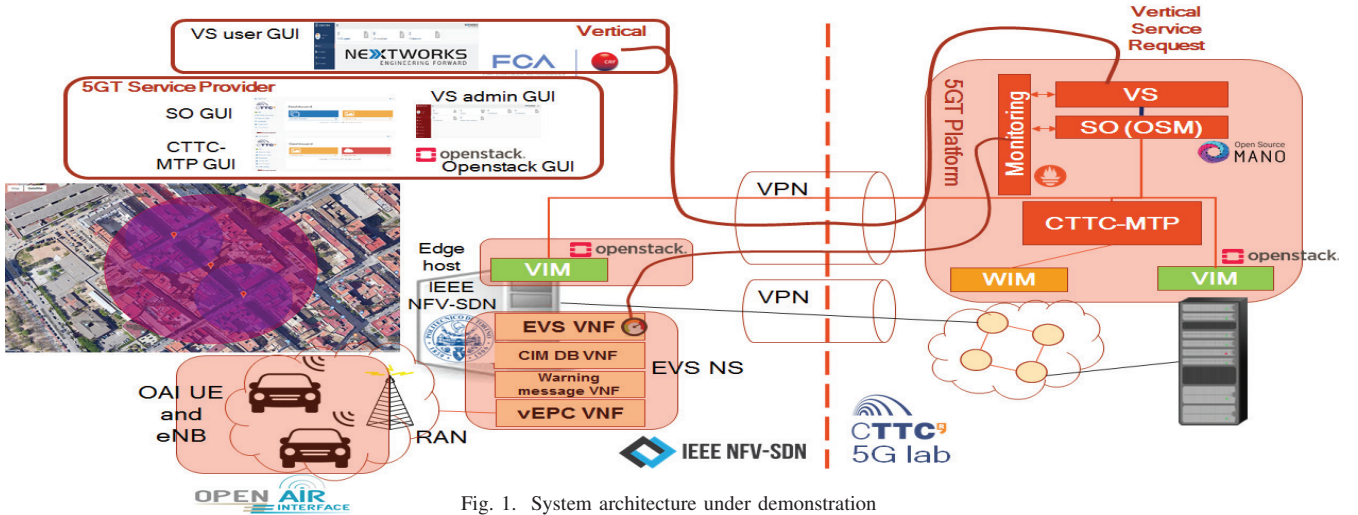 VS user GUI
NEXTWORKS
ENGINEERING FORWARD
Vertical
FCA
CRF
5GT Service Provider
SO GUI
CTTC
VS admin GUI
CTTC-
MTP GUI
CTTC
openstack.
Openstack GUI
Vertical
Service
Request
5GT Platform
Monitoring
VS
SO (OSM)
Open Source
MANO
VPN
CTTC-MTP
openstack.
WIM
VIM
Edge
host
openstack.
VIM
IEEE
NFV-SDN
VPN
EVS VNF
CIM DB VNF
Warning
message VNF
vEPC VNF
EVS NS
OAI UE
and
eNB
RAN
OPEN AIR
INTERFACE
IEEE NFV-SDN
CTTC9
5G lab
Fig. 1. System architecture under demonstration